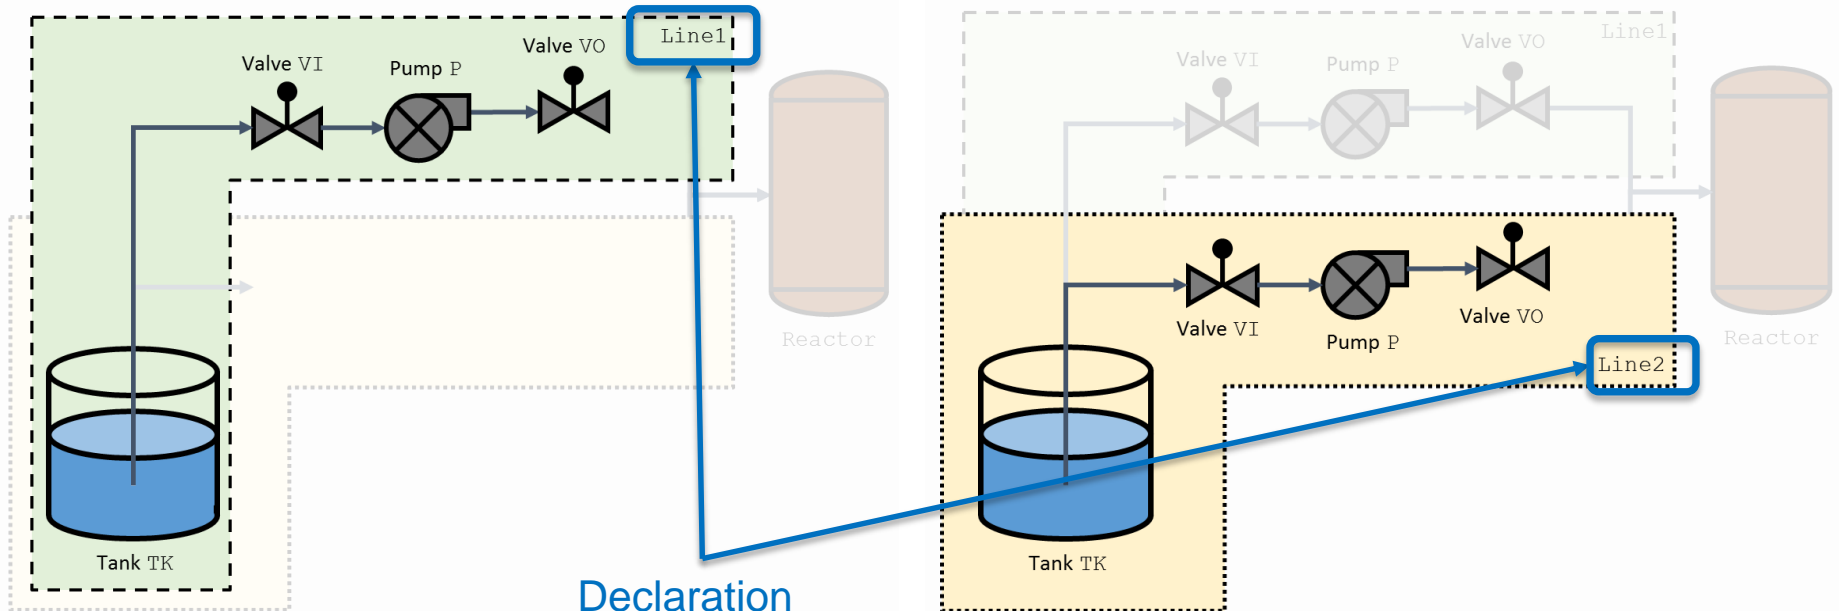 Line1
Valve VO
Valve VI
Pump P
Reactor
Tank TK
Line1
Valve VO
Valve VI
Pump P
Valve VI
Pump P
Valve VO
Line2
Reactor
Tank TK
Declaration